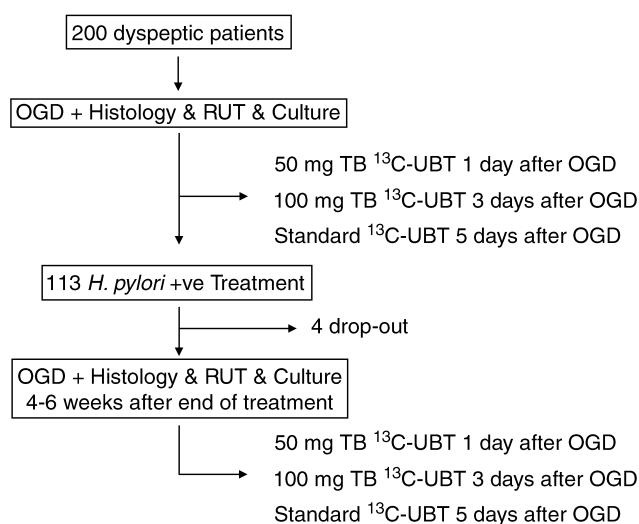 200 dyspeptic patients
OGD + Histology & RUT & Culture
50 mg TB ¹³C-UBT 1 day after OGD
100 mg TB ¹³C-UBT 3 days after OGD
Standard ¹³C-UBT 5 days after OGD
113 H. pylori +ve Treatment
4 drop-out
OGD + Histology & RUT & Culture
4-6 weeks after end of treatment
50 mg TB ¹³C-UBT 1 day after OGD
100 mg TB ¹³C-UBT 3 days after OGD
Standard ¹³C-UBT 5 days after OGD